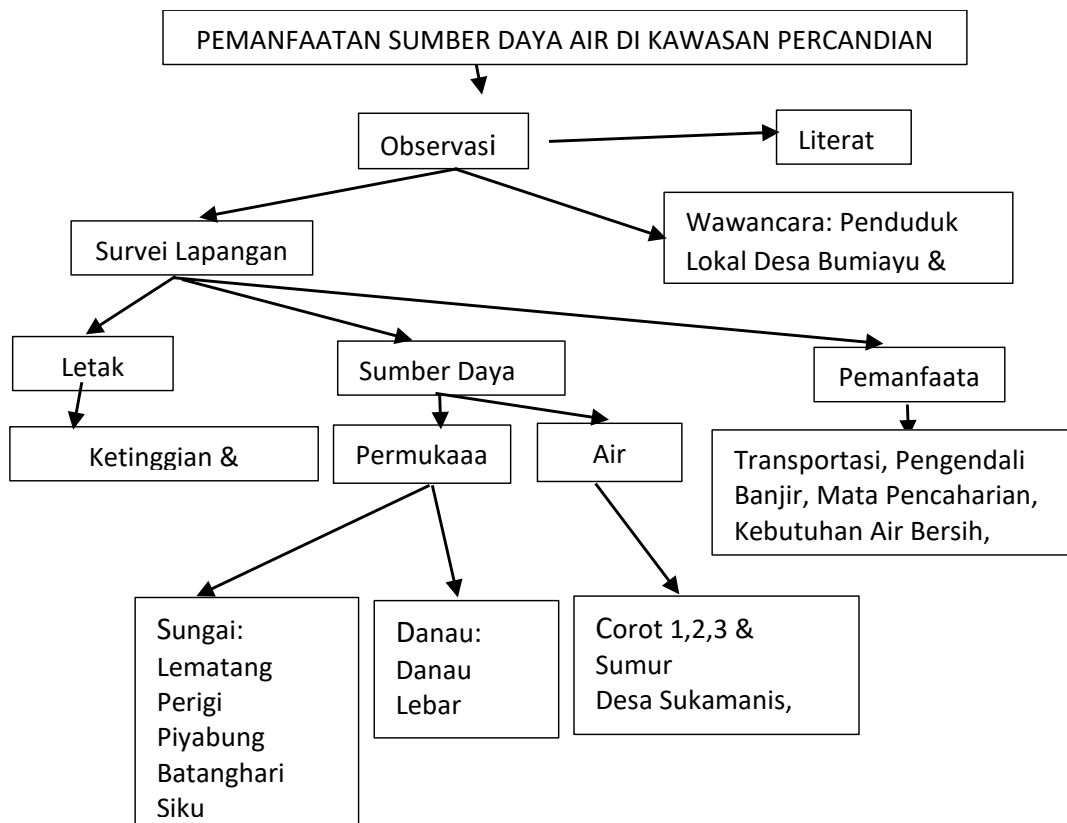 PEMANFAATAN SUMBER DAYA AIR DI KAWASAN PERCANDIAN
Observasi
Literat
Wawancara: Penduduk
Lokal Desa Bumiayu &
Survei Lapangan
Letak
Sumber Daya
Pemanfaata
Ketinggian &
Permukaaa
Air
Transportasi, Pengendali
Banjir, Mata Pencaharian,
Kebutuhan Air Bersih,
Sungai:
Lematang
Perigi
Piyabung
Batanghari
Siku
Danau:
Danau
Lebar
Corot 1,2,3 &
Sumur
Desa Sukamanis,